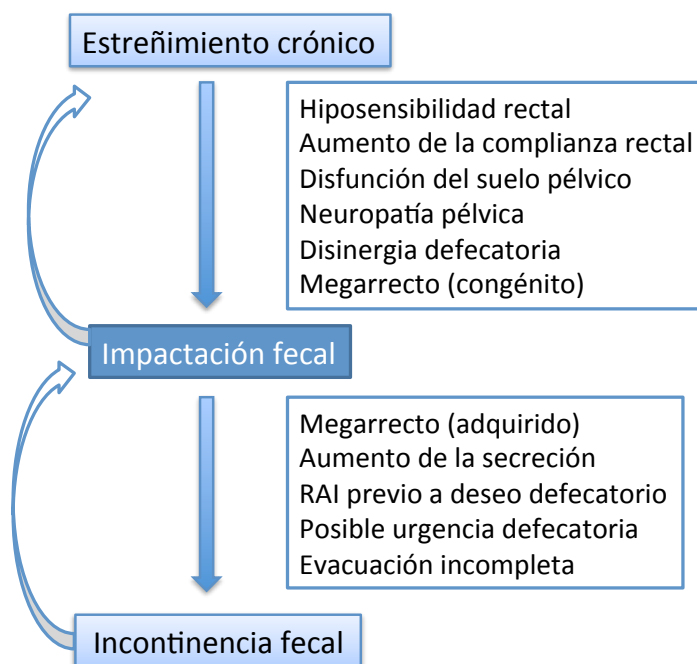 Estreñimiento crónico
Hiposensibilidad rectal
Aumento de la complianza rectal
Disfunción del suelo pélvico
Neuropatía pélvica
Disinergia defecatoria
Megarrecto (congénito)
Impactación fecal
Megarrecto (adquirido)
Aumento de la secreción
RAI previo a deseo defecatorio
Posible urgencia defecatoria
Evacuación incompleta
Incontinencia fecal